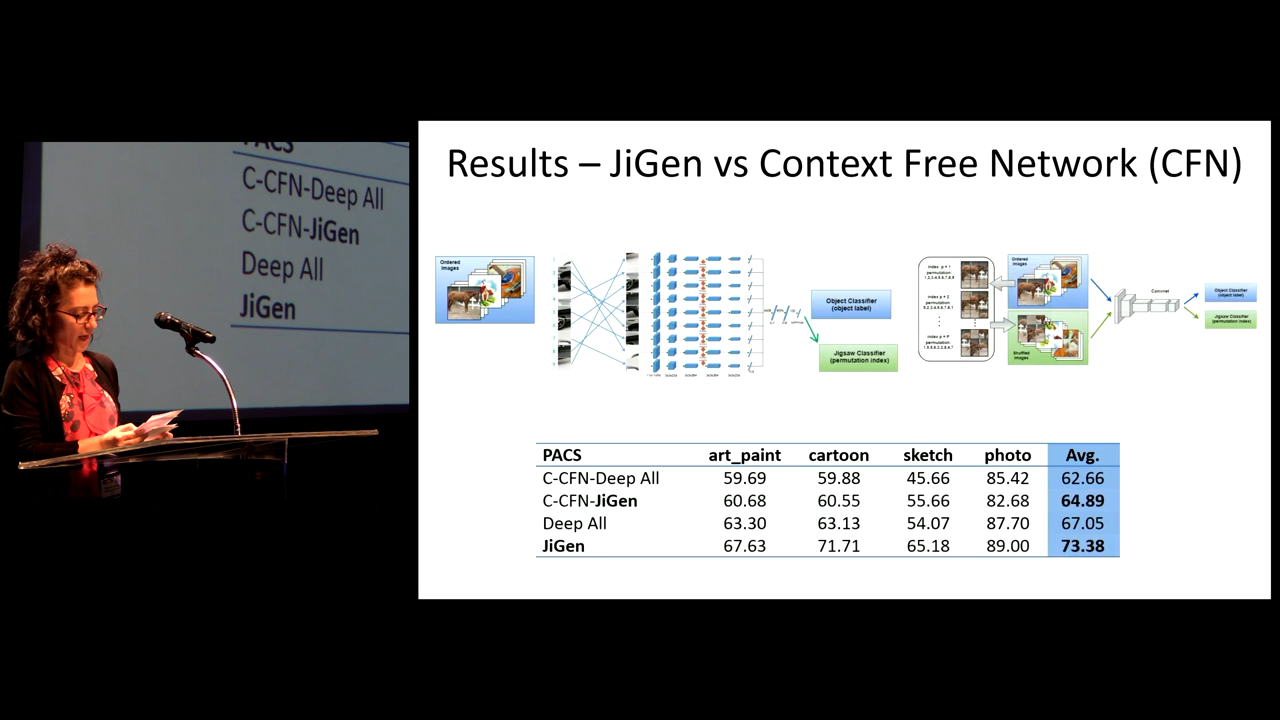 PACS
C-CFN-Deep All
C-CFN-JiGen
Deep All
JiGen
Results – JiGen vs Context Free Network (CFN)
Ordered
Images
Object Classifier
(object label)
Jigsaw Classifier
(permutation index)
Ordered
Images
Shuffled
Images
Convnet
Object Classifier
(object label)
Jigsaw Classifier
(permutation index)
PACS art_paint cartoon sketch photo Avg.
C-CFN-Deep All 59.69 59.88 45.66 85.42 62.66
C-CFN-JiGen 60.68 60.55 55.66 82.68 64.89
Deep All 63.30 63.13 54.07 87.70 67.05
JiGen 67.63 71.71 65.18 89.00 73.38